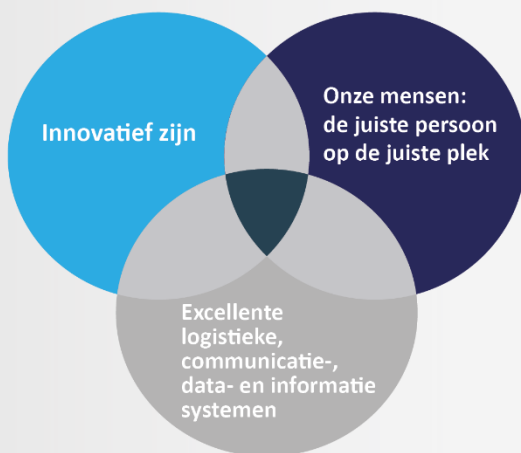 Innovatief zijn
Onze mensen:
de juiste persoon
op de juiste plek
Excellente
logistieke,
communicatie-,
data- en informatie
systemen